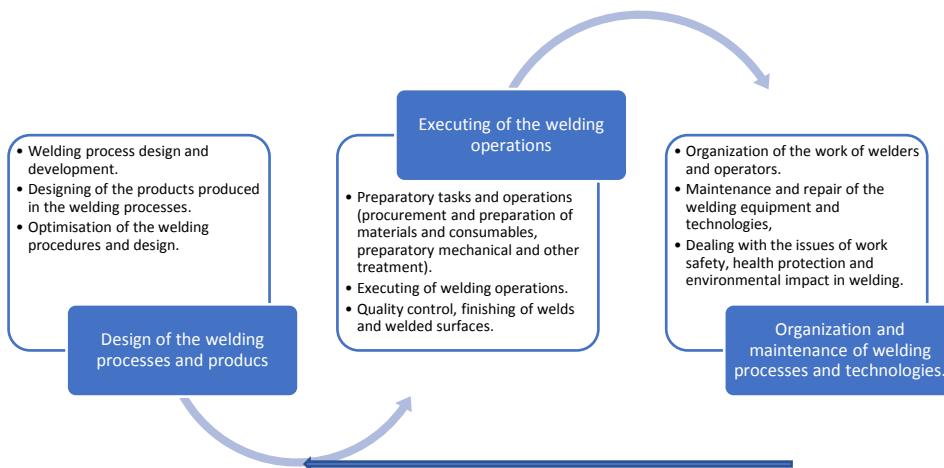 • Welding process design and
development.
• Designing of the products produced
in the welding processes.
• Optimisation of the welding
procedures and design.
Design of the welding
processes and producs
Executing of the welding
operations
• Preparatory tasks and operations
(procurement and preparation of
materials and consumables,
preparatory mechanical and other
treatment).
• Executing of welding operations.
• Quality control, finishing of welds
and welded surfaces.
• Organization of the work of welders
and operators.
• Maintenance and repair of the
welding equipment and
technologies,
• Dealing with the issues of work
safety, health protection and
environmental impact in welding.
Organization and
maintenance of welding
processes and technologies.